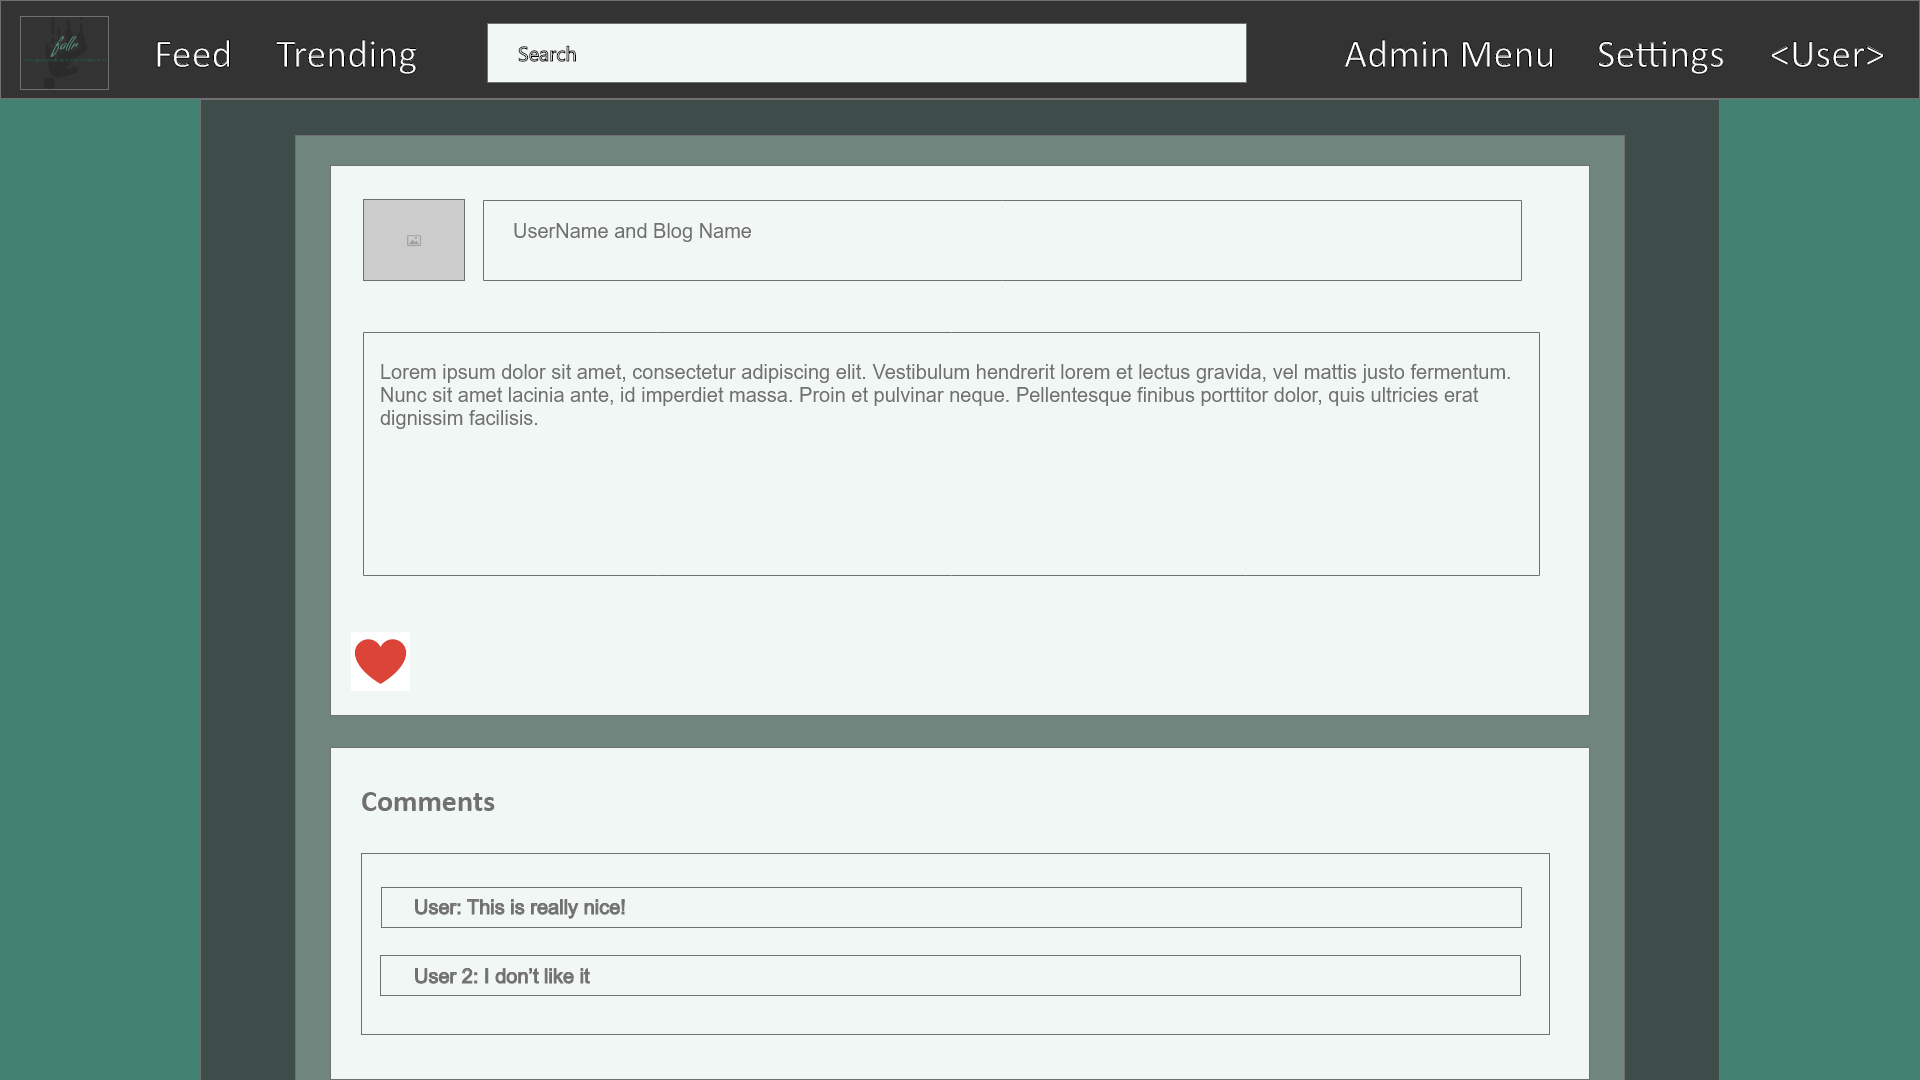 fallr
Feed
Trending
Search
Admin Menu
Settings
<User>
UserName and Blog Name
Lorem ipsum dolor sit amet, consectetur adipiscing elit. Vestibulum hendrerit lorem et lectus gravida, vel mattis justo fermentum.
Nunc sit amet lacinia ante, id imperdiet massa. Proin et pulvinar neque. Pellentesque finibus porttitor dolor, quis ultricies erat
dignissim facilisis.
Comments
User: This is really nice!
User 2: I don’t like it